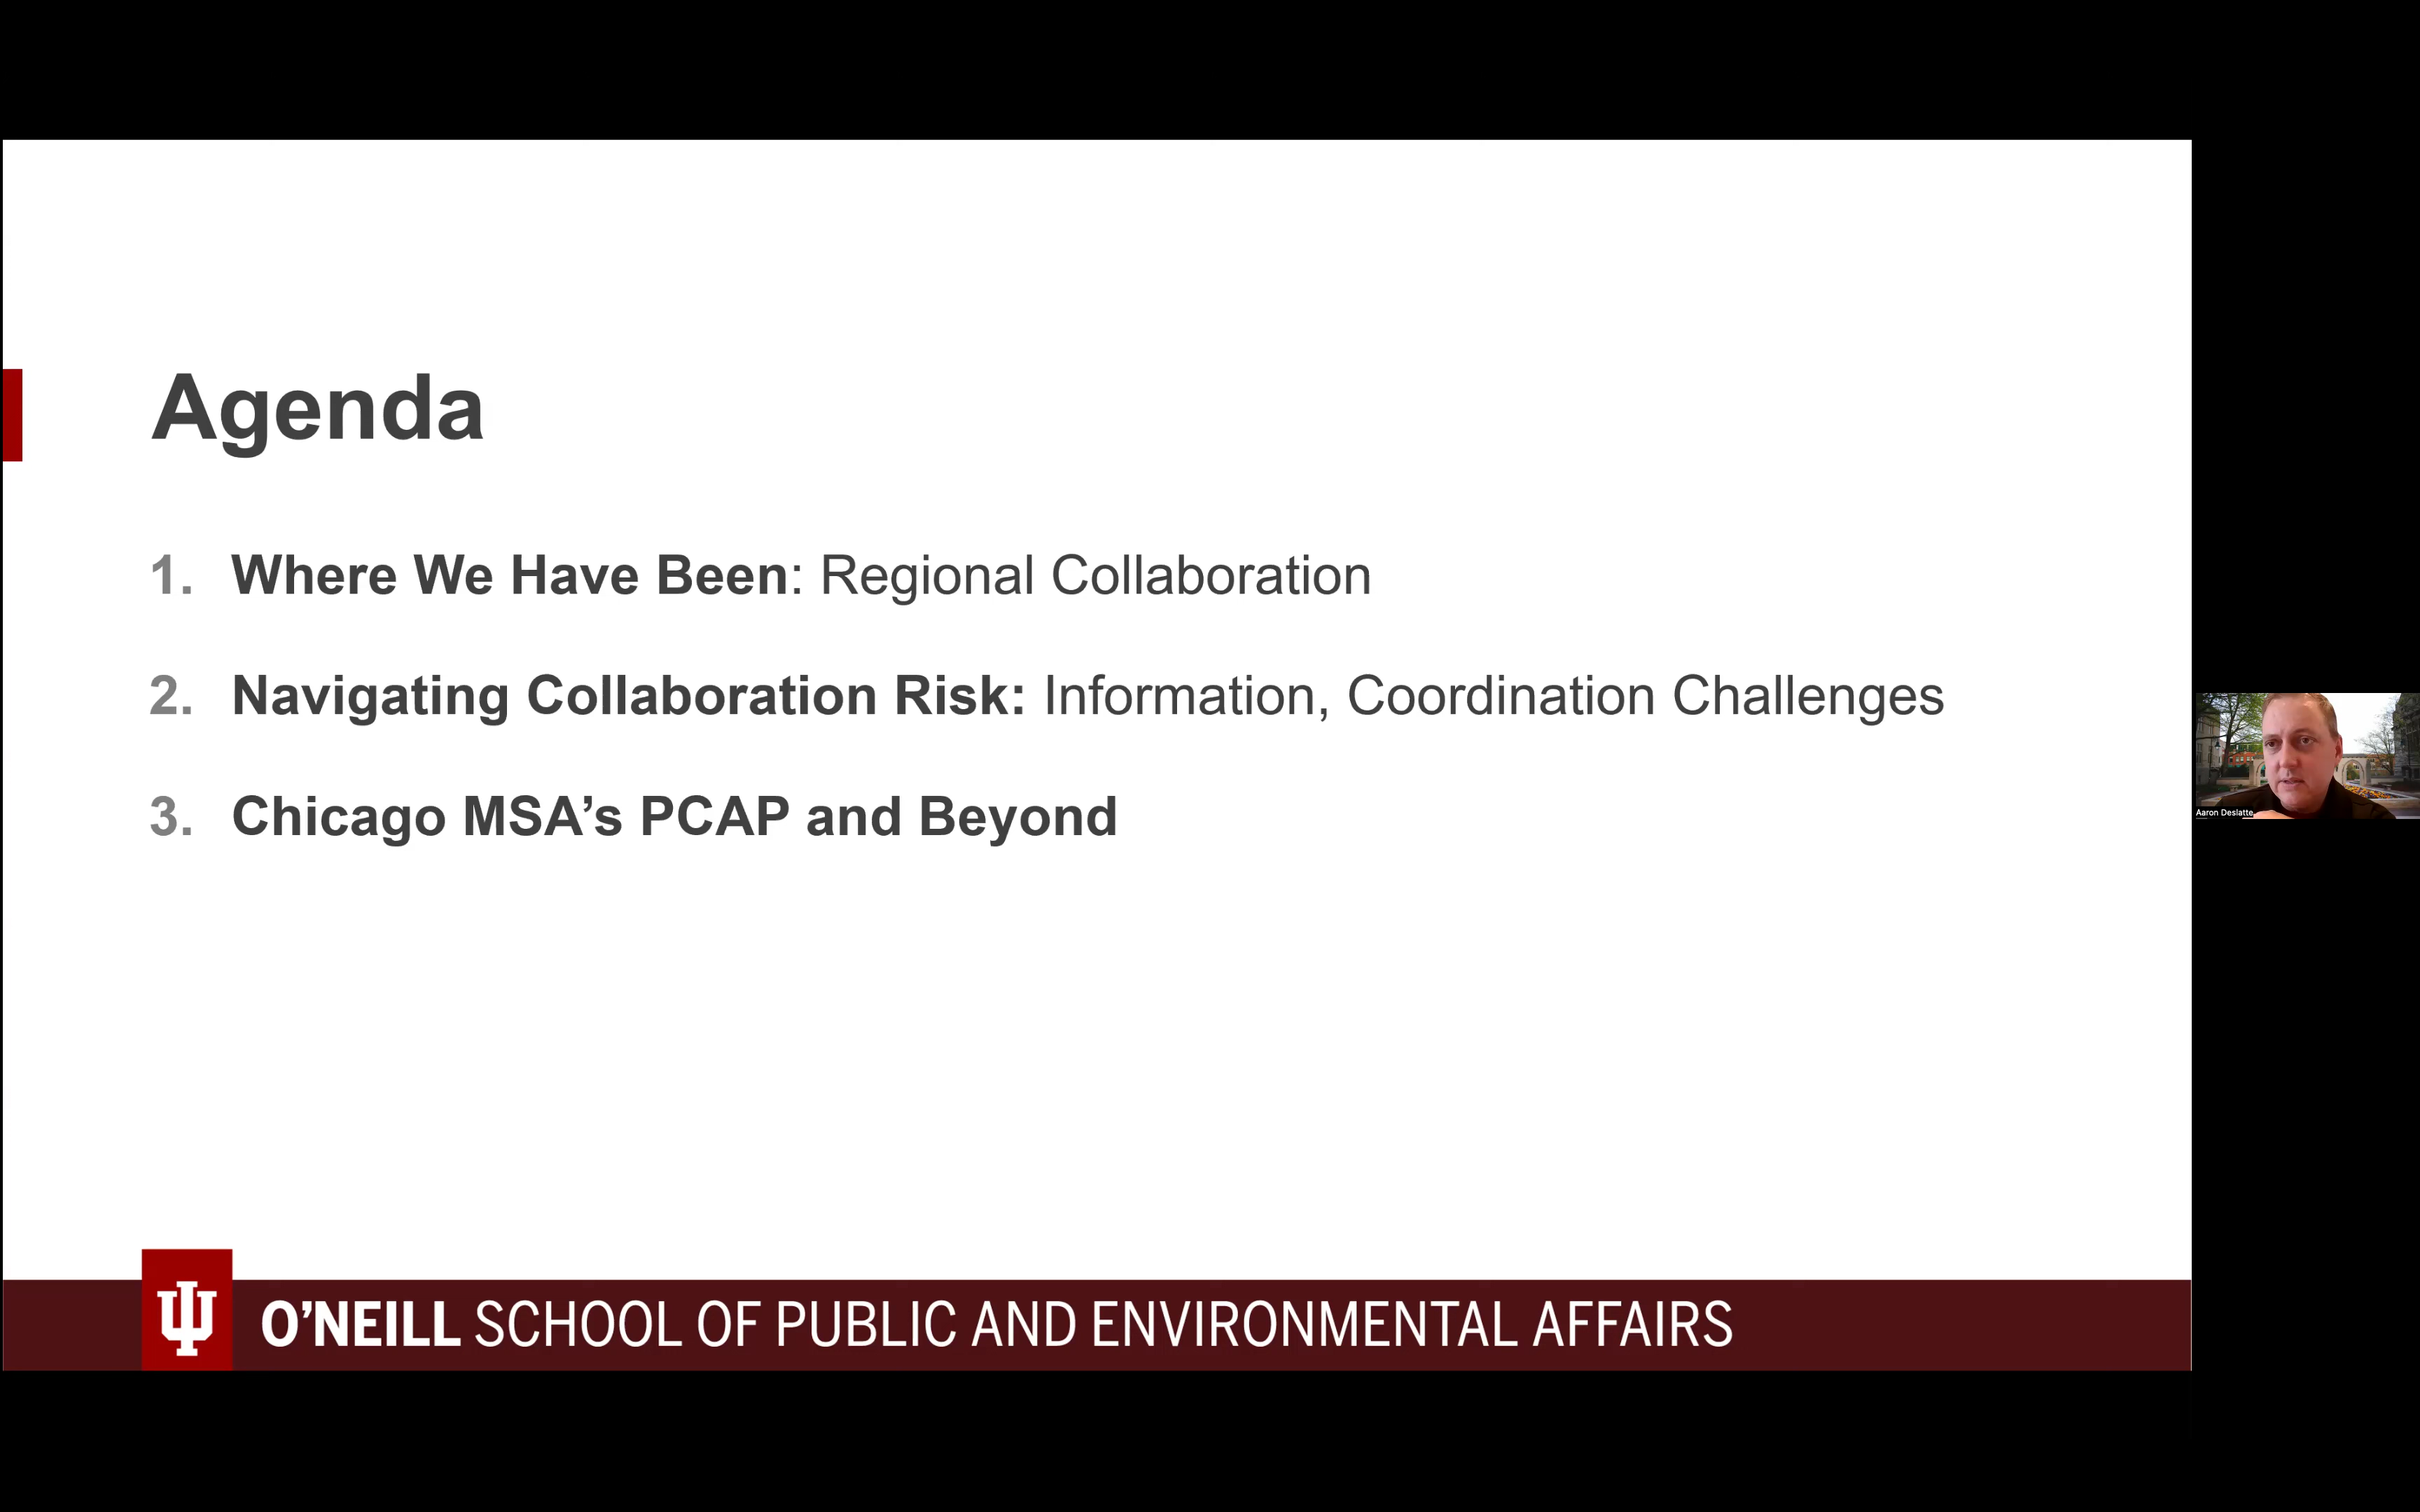 Agenda
1. Where We Have Been: Regional Collaboration
2. Navigating Collaboration Risk: Information, Coordination Challenges
3. Chicago MSA’s PCAP and Beyond
Aaron Deslatte
O’NEILL SCHOOL OF PUBLIC AND ENVIRONMENTAL AFFAIRS